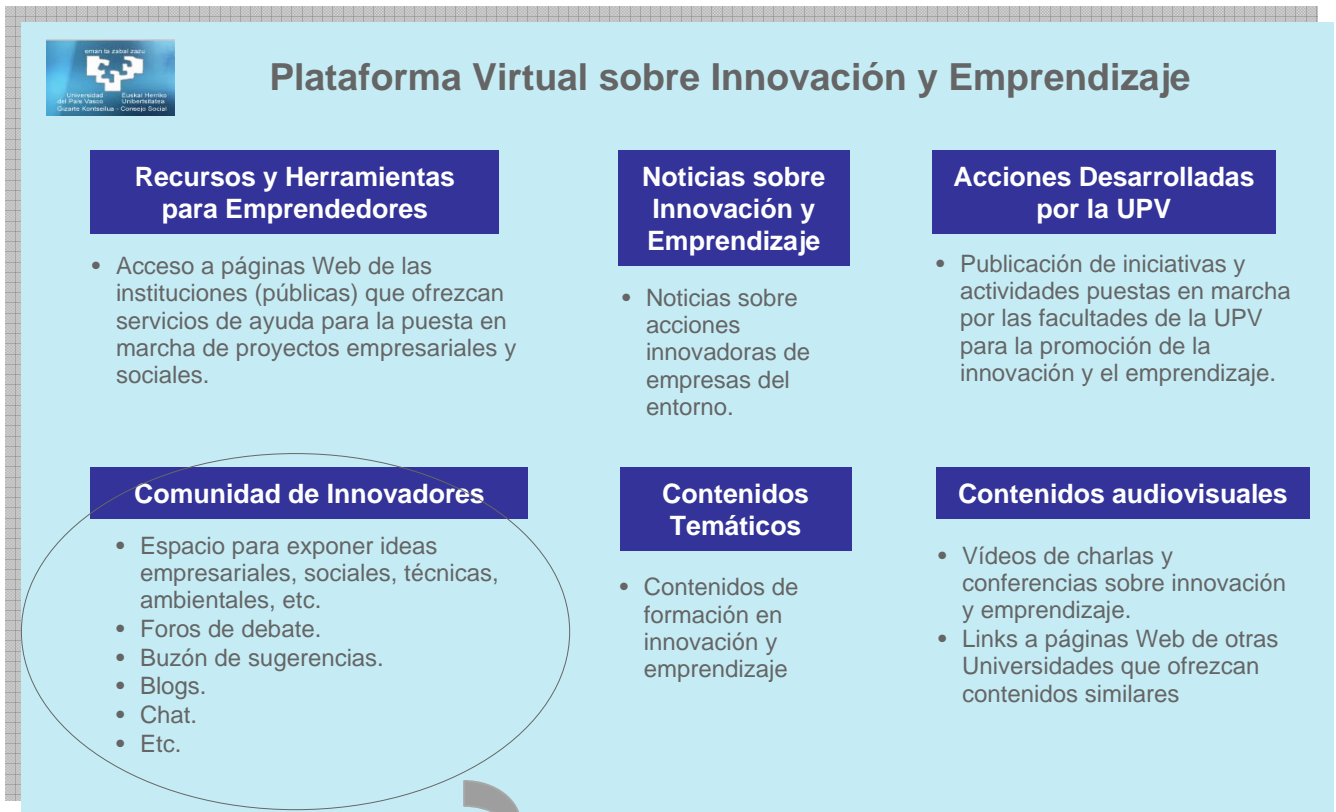 eman ta zabal zazu
Universidad del País Vasco
Euskal Herriko Unibertsitatea
Gizarte Kontseilua - Consejo Social
Plataforma Virtual sobre Innovación y Emprendizaje
Recursos y Herramientas
para Emprendedores
• Acceso a páginas Web de las
instituciones (públicas) que ofrezcan
servicios de ayuda para la puesta en
marcha de proyectos empresariales y
sociales.
Noticias sobre
Innovación y
Emprendizaje
• Noticias sobre
acciones
innovadoras de
empresas del
entorno.
Acciones Desarrolladas
por la UPV
• Publicación de iniciativas y
actividades puestas en marcha
por las facultades de la UPV
para la promoción de la
innovación y el emprendizaje.
Comunidad de Innovadores
• Espacio para exponer ideas
empresariales, sociales, técnicas,
ambientales, etc.
• Foros de debate.
• Buzón de sugerencias.
• Blogs.
• Chat.
• Etc.
Contenidos
Temáticos
• Contenidos de
formación en
innovación y
emprendizaje
Contenidos audiovisuales
• Vídeos de charlas y
conferencias sobre innovación
y emprendizaje.
• Links a páginas Web de otras
Universidades que ofrezcan
contenidos similares